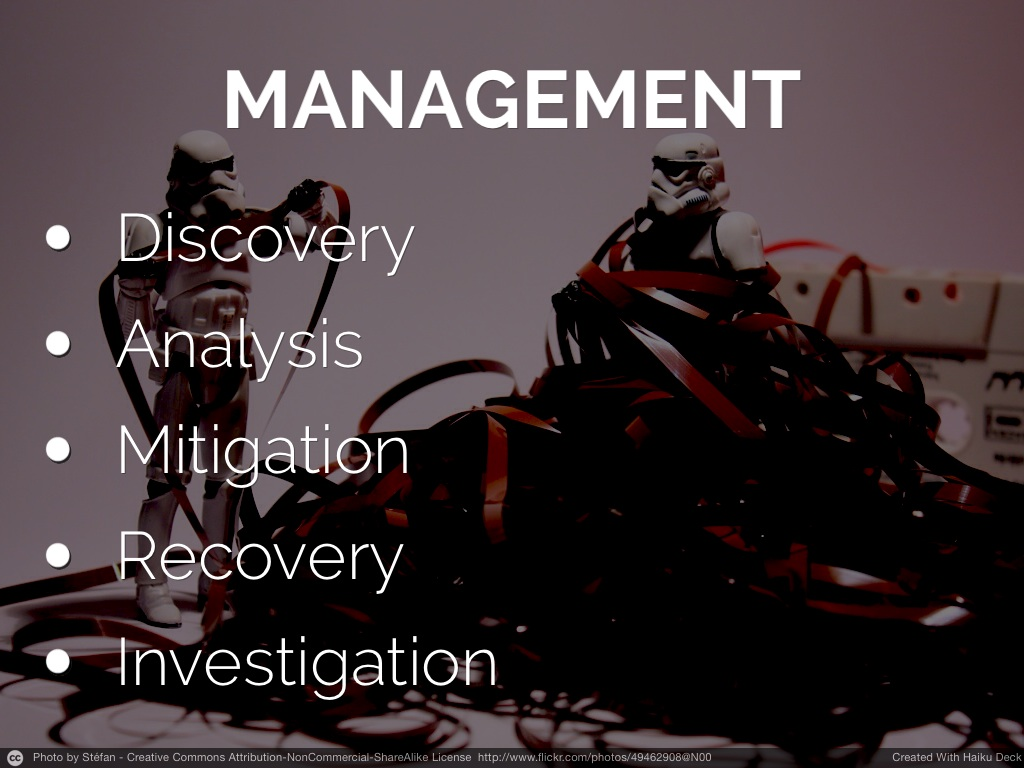 MANAGEMENT
• Discovery
• Analysis
• Mitigation
• Recovery
• Investigation
cc Photo by Stéfan - Creative Commons Attribution-NonCommercial-ShareAlike License http://www.flickr.com/photos/49462908@N00 Created With Haiku Deck